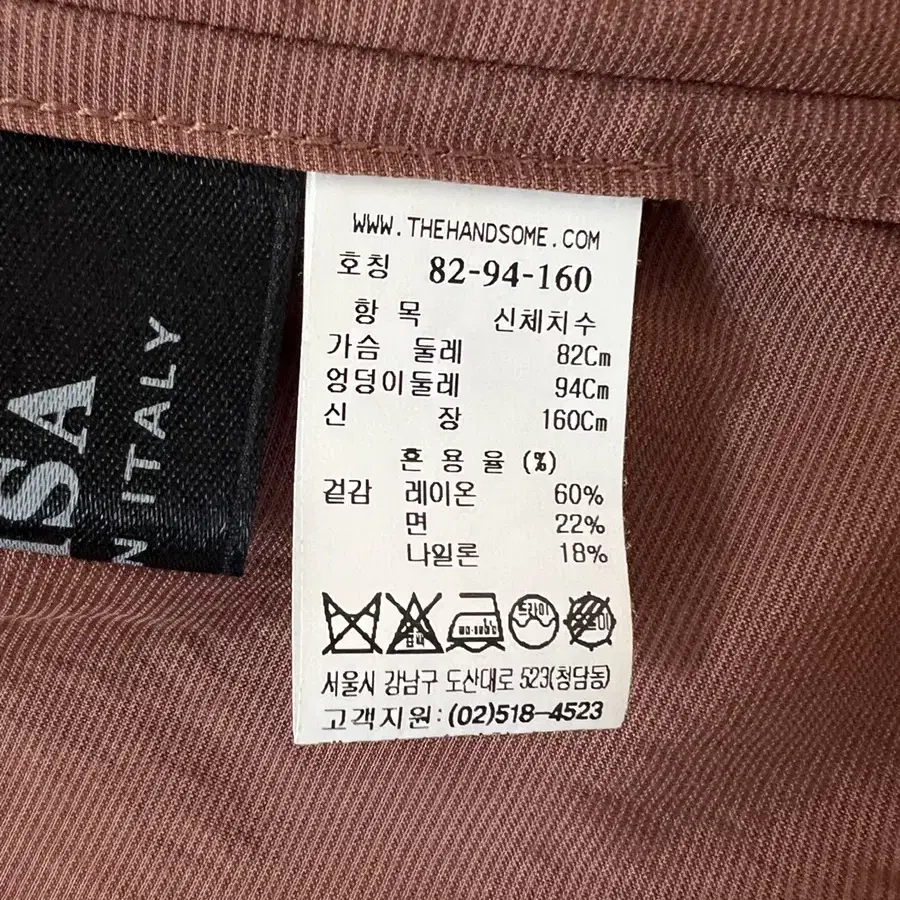 WWW.THEHANDSOME.COM
호칭 82-94-160
항 목 신체치수
가슴 둘레 82Cm
엉덩이둘레 94Cm
신 장 160Cm
혼 용 율 (%)
겉감 레이온 60%
면 22%
나일론 18%
드라이
서울시 강남구 도산대로 523(청담동)
고객지원: (02)518-4523
SA
N ITALY